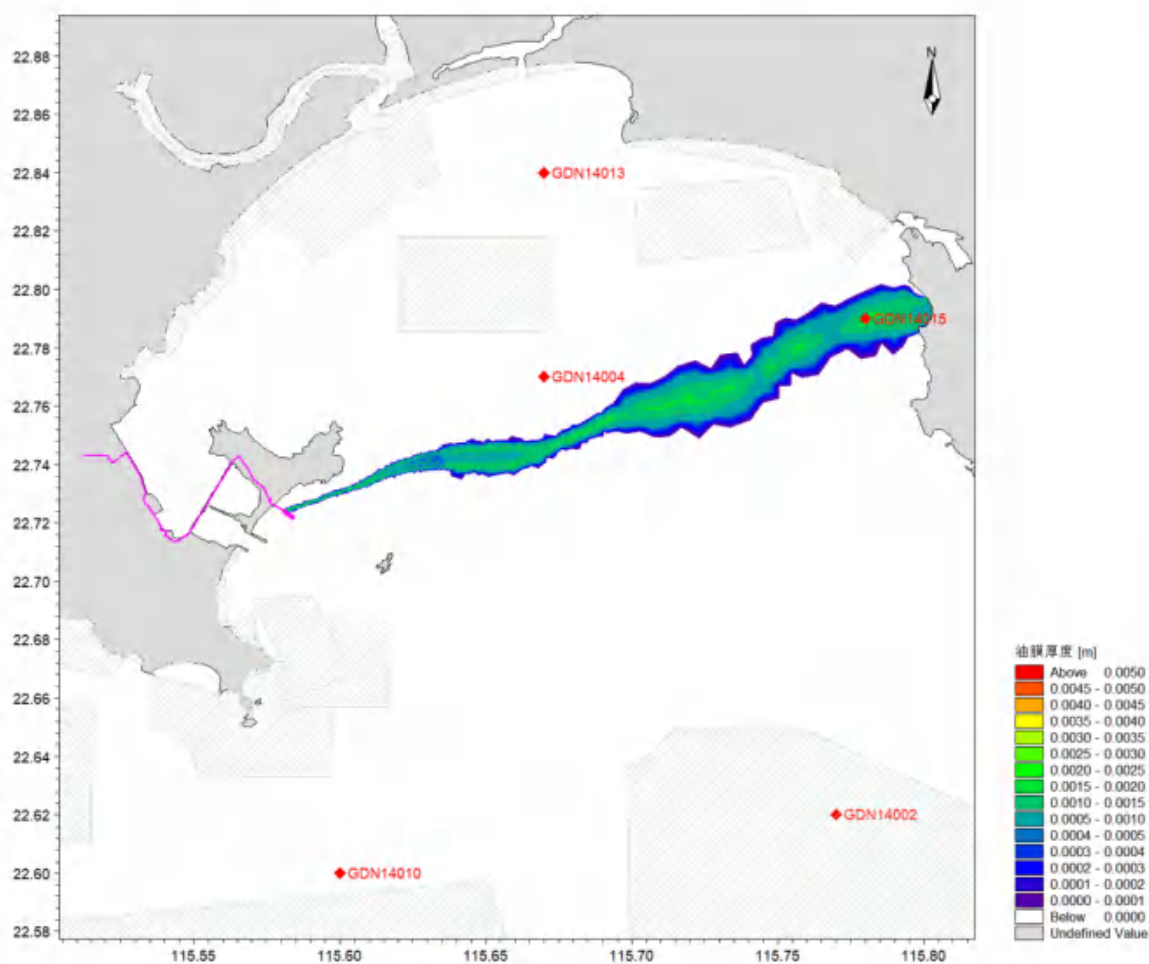 N
22.88
22.86
22.84
22.82
22.80
22.78
22.76
22.74
22.72
22.70
22.68
22.66
22.64
22.62
22.60
22.58
GDN14013
GDN14015
GDN14004
GDN14002
GDN14010
115.55
115.60
115.65
115.70
115.75
115.80
油膜厚度 [m]
Above 0.0050
0.0045 - 0.0050
0.0040 - 0.0045
0.0035 - 0.0040
0.0030 - 0.0035
0.0025 - 0.0030
0.0020 - 0.0025
0.0015 - 0.0020
0.0010 - 0.0015
0.0005 - 0.0010
0.0004 - 0.0005
0.0003 - 0.0004
0.0002 - 0.0003
0.0001 - 0.0002
0.0000 - 0.0001
Below 0.0000
Undefined Value